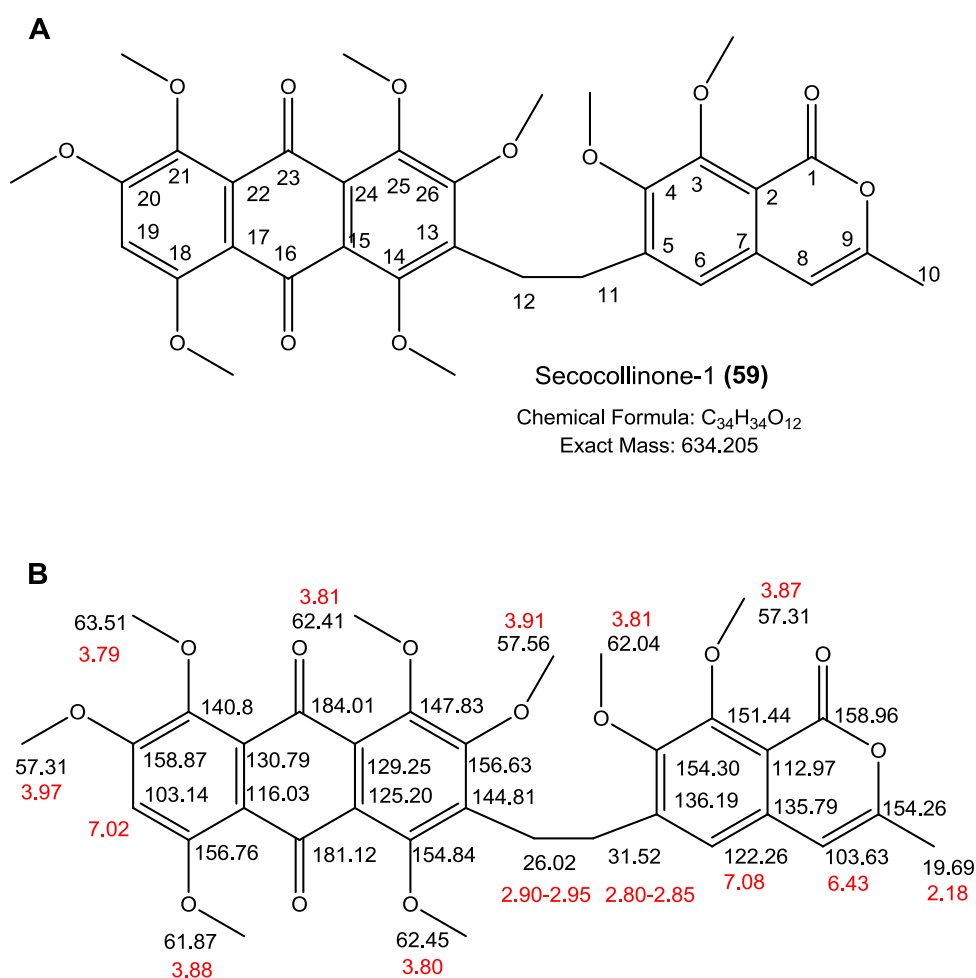 A
O O O O O O
O O
21 23 25 26 4 3 1
20 22 24 2
O
19 17 15 13 5 7 9
18 16 14 6 8 10
12 11
O O O
Secocollinone-1 (59)
Chemical Formula: C34H34O12
Exact Mass: 634.205
B
3.81 3.87
63.51 62.41 3.91 3.81 57.31
3.79 57.56 62.04
O O O O O O
O O
140.8 184.01 147.83 151.44 158.96
O
57.31 158.87 130.79 129.25 156.63 154.30 112.97
3.97 103.14 116.03 125.20 144.81 136.19 135.79 154.26
7.02
156.76 181.12 154.84 26.02 31.52 122.26 103.63 19.69
2.90-2.95 2.80-2.85 7.08 6.43 2.18
O O O
61.87 62.45
3.88 3.80